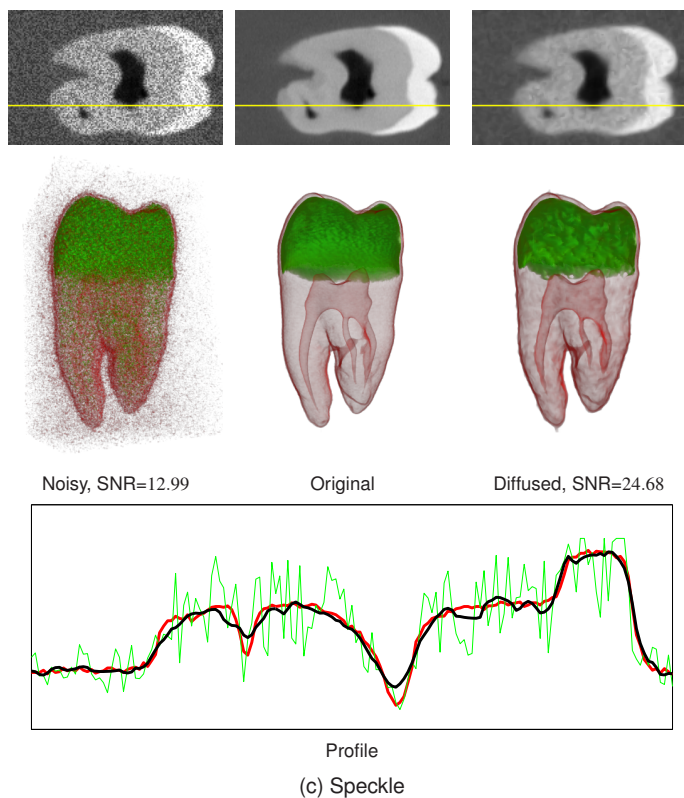 Noisy, SNR=12.99
Original
Diffused, SNR=24.68
Profile
(c) Speckle